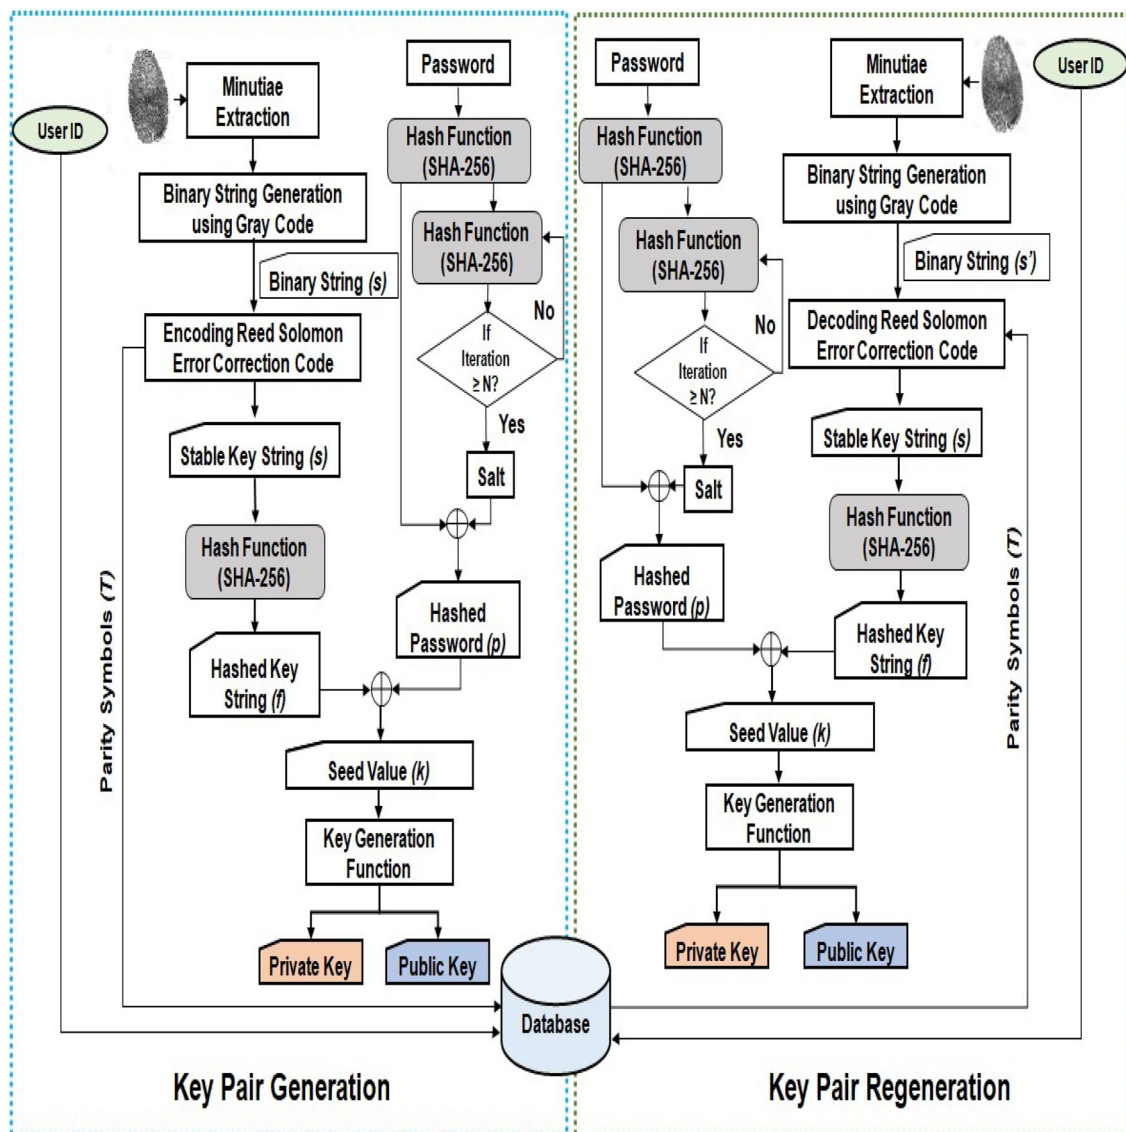 User ID
Minutiae
Extraction
Binary String Generation
using Gray Code
Binary String (s)
Encoding Reed Solomon
Error Correction Code
Stable Key String (s)
Hash Function
(SHA-256)
Hashed Key
String (f)
Password
Hash Function
(SHA-256)
Hash Function
(SHA-256)
No
If
Iteration
≥ N?
Yes
Salt
Hashed
Password (p)
Seed Value (k)
Key Generation
Function
Private Key
Public Key
Parity Symbols (T)
Key Pair Generation
Database
Password
Hash Function
(SHA-256)
Hash Function
(SHA-256)
No
If
Iteration
≥ N?
Yes
Salt
Hashed
Password (p)
Minutiae
Extraction
User ID
Binary String Generation
using Gray Code
Binary String (s')
Decoding Reed Solomon
Error Correction Code
Stable Key String (s)
Hash Function
(SHA-256)
Hashed Key
String (f)
Seed Value (k)
Key Generation
Function
Private Key
Public Key
Parity Symbols (T)
Key Pair Regeneration